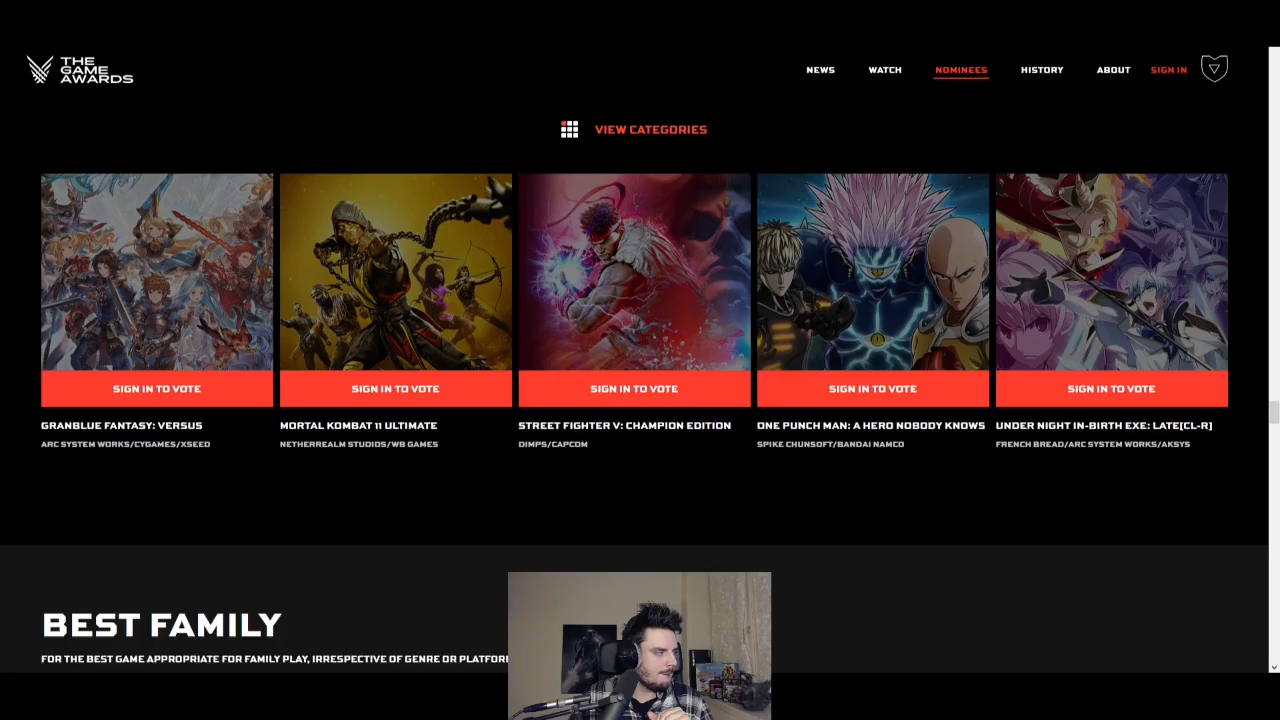 THE
GAME
AWARDS
NEWS
WATCH
NOMINEES
HISTORY
ABOUT
SIGN IN
VIEW CATEGORIES
SIGN IN TO VOTE
SIGN IN TO VOTE
SIGN IN TO VOTE
SIGN IN TO VOTE
SIGN IN TO VOTE
GRANBLUE FANTASY: VERSUS
ARC SYSTEM WORKS/CYGAMES/XSEED
MORTAL KOMBAT 11 ULTIMATE
NETHERREALM STUDIOS/WB GAMES
STREET FIGHTER V: CHAMPION EDITION
DIMPS/CAPCOM
ONE PUNCH MAN: A HERO NOBODY KNOWS
SPIKE CHUNSOFT/BANDAI NAMCO
UNDER NIGHT IN-BIRTH EXE: LATE[CL-R]
FRENCH BREAD/ARC SYSTEM WORKS/AKSYS
BEST FAMILY
FOR THE BEST GAME APPROPRIATE FOR FAMILY PLAY, IRRESPECTIVE OF GENRE OR PLATFORM